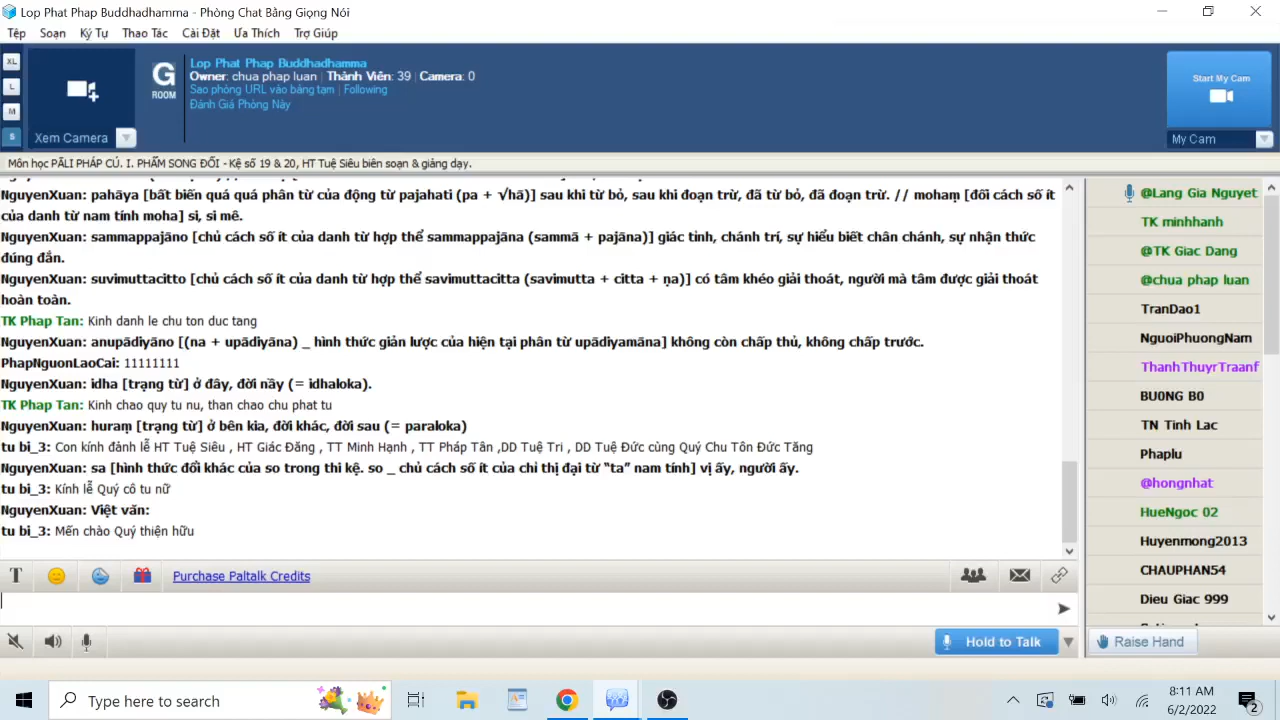 Lop Phat Phap Buddhadhamma - Phòng Chat Bằng Giọng Nói
Tệp Soạn Ký Tự Thao Tác Cài Đặt Ưa Thích Trợ Giúp
XL
L
M
S
Xem Camera
G
ROOM
Lop Phat Phap Buddhadhamma
Owner: chua phap luan | Thành Viên: 39 | Camera: 0
Sao phỏng URL vào bảng tạm | Following
Đánh Giá Phòng Này
Start My Cam
My Cam
Môn học PÃLI PHÁP CÚ. I. PHẨM SONG ĐỐI - Kệ số 19 & 20, HT Tuệ Siêu biên soạn & giảng dạy.
NguyenXuan: pahāya [bất biến quá quá phân từ của động từ pajahati (pa + √hā)] sau khi từ bỏ, sau khi đoạn trừ, đã từ bỏ, đã đoạn trừ. // mohaṃ [đối cách số ít
của danh từ nam tính moha] si, si mê.
NguyenXuan: sammappajāno [chủ cách số ít của danh từ hợp thể sammappajāna (sammā + pajāna)] giác tỉnh, chánh trí, sự hiểu biết chân chánh, sự nhận thức
đúng đắn.
NguyenXuan: suvimuttacitto [chủ cách số ít của danh từ hợp thể savimuttacitta (savimutta + citta + ṇa)] có tâm khéo giải thoát, người mà tâm được giải thoát
hoàn toàn.
TK Phap Tan: Kinh danh le chu ton duc tang
NguyenXuan: anupādiyāno [(na + upādiyāna) _ hình thức giản lược của hiện tại phân từ upādiyamāna] không còn chấp thủ, không chấp trước.
PhapNguonLaoCai: 11111111
NguyenXuan: idha [trạng từ] ở đây, đời nầy (= idhaloka).
TK Phap Tan: Kinh chao quy tu nu, than chao chu phat tu
NguyenXuan: huraṃ [trạng từ] ở bên kia, đời khác, đời sau (= paraloka)
tu bi_3: Con kính đảnh lễ HT Tuệ Siêu , HT Giác Đăng , TT Minh Hạnh , TT Pháp Tân ,DD Tuệ Tri , DD Tuệ Đức cùng Quý Chu Tôn Đức Tăng
NguyenXuan: sa [hình thức đổi khác của so trong thi kệ. so _ chủ cách số ít của chỉ thị đại từ “ta” nam tính] vị ấy, người ấy.
tu bi_3: Kính lễ Quý cô tu nữ
NguyenXuan: Việt văn:
tu bi_3: Mến chào Quý thiện hữu
@Lang Gia Nguyet
TK minhhanh
@TK Giac Dang
@chua phap luan
TranDao1
NguoiPhuongNam
ThanhThuyrTraanf
BU0NG B0
TN Tinh Lac
Phaplu
@hongnhat
HueNgoc 02
Huyenmong2013
CHAUPHAN54
Dieu Giac 999
T
Purchase Paltalk Credits
Hold to Talk
Raise Hand
Type here to search
8:11 AM
6/2/2022
2